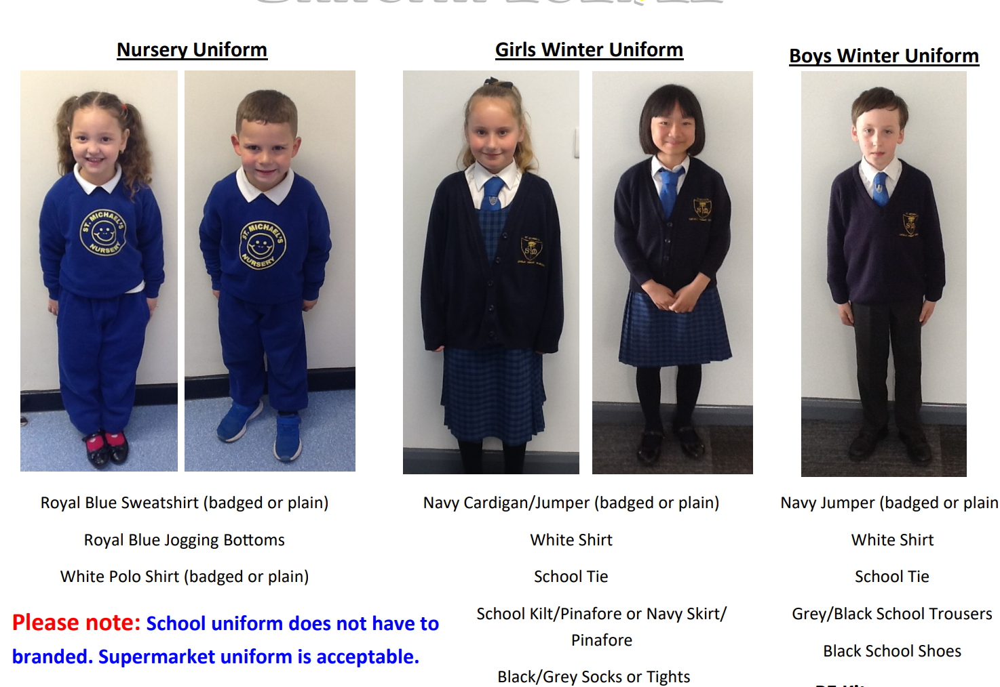 Nursery Uniform
Girls Winter Uniform
Boys Winter Uniform
ST. MICHAEL'S
NURSERY
ST. MICHAEL'S
NURSERY
Royal Blue Sweatshirt (badged or plain)
Royal Blue Jogging Bottoms
White Polo Shirt (badged or plain)
Please note: School uniform does not have to
branded. Supermarket uniform is acceptable.
Navy Cardigan/Jumper (badged or plain)
White Shirt
School Tie
School Kilt/Pinafore or Navy Skirt/
Pinafore
Black/Grey Socks or Tights
Navy Jumper (badged or plain
White Shirt
School Tie
Grey/Black School Trousers
Black School Shoes